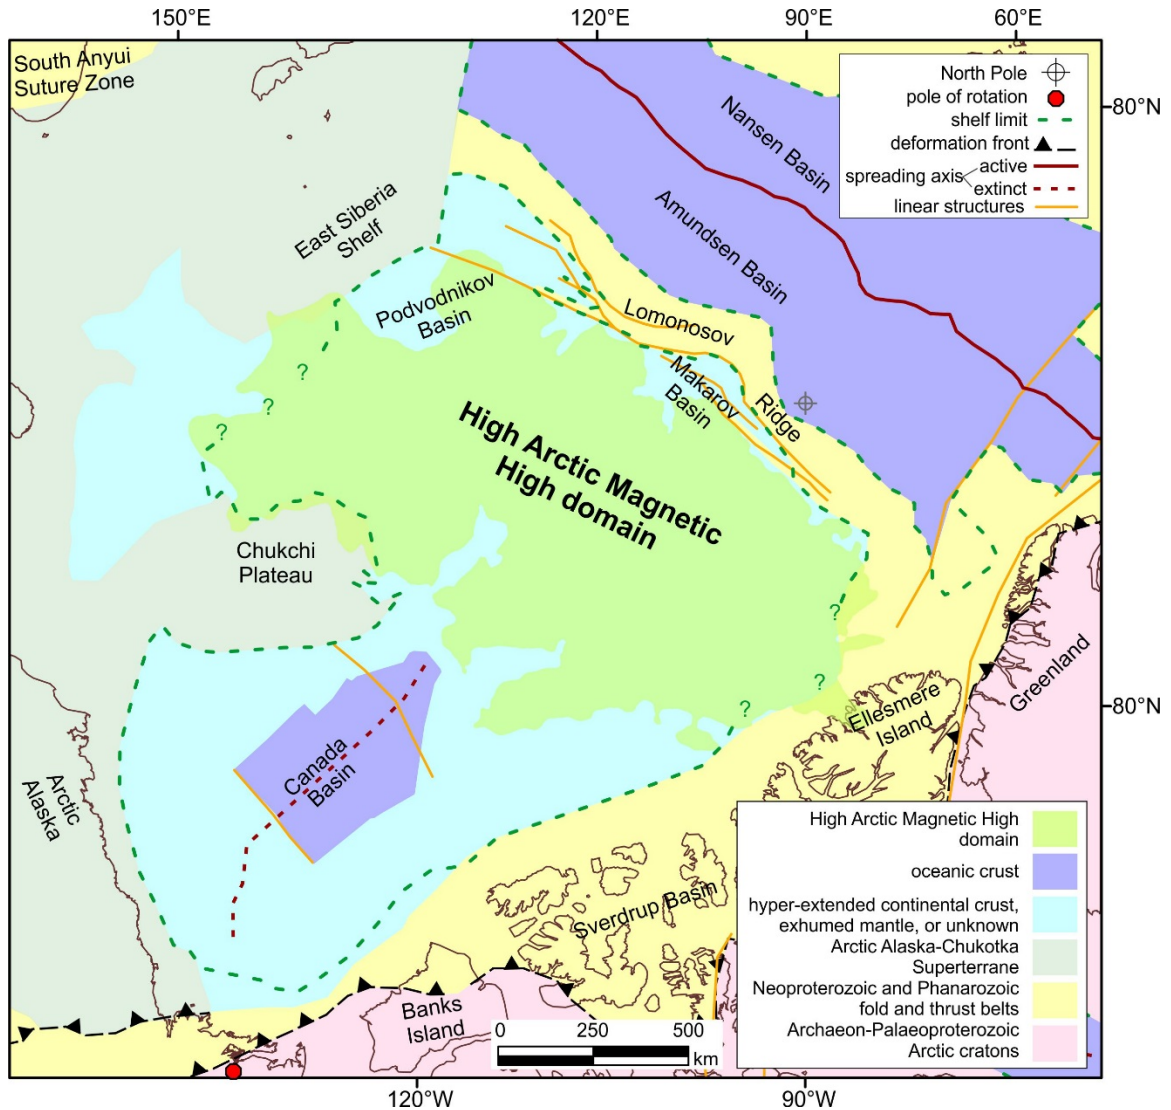 150°E
120°E
90°E
60°E
South Anyui
Suture Zone
North Pole
pole of rotation
shelf limit
deformation front
active
spreading axis
extinct
linear structures
80°N
Nansen Basin
Amundsen Basin
East Siberia
Shelf
Podvodnikov
Basin
Lomonosov
Ridge
Makarov
Basin
?
?
?
High Arctic Magnetic
High domain
Chukchi
Plateau
?
?
?
Ellesmere
Island
Greenland
80°N
Canada
Basin
Arctic
Alaska
Sverdrup Basin
Banks
Island
High Arctic Magnetic High
domain
oceanic crust
hyper-extended continental crust,
exhumed mantle, or unknown
Arctic Alaska-Chukotka
Superterrane
Neoproterozoic and Phanarozoic
fold and thrust belts
Archaeon-Palaeoproterozoic
Arctic cratons
0
250
500
km
120°W
90°W